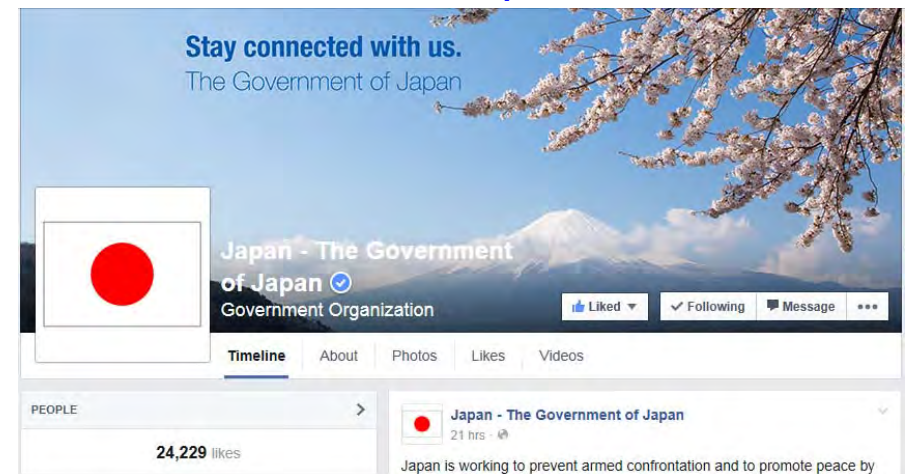 Stay connected with us.
The Government of Japan
Japan - The Government
of Japan
Government Organization
Liked
Following
Message
Timeline
About
Photos
Likes
Videos
PEOPLE
24,229 likes
Japan - The Government of Japan
21 hrs ·
Japan is working to prevent armed confrontation and to promote peace by